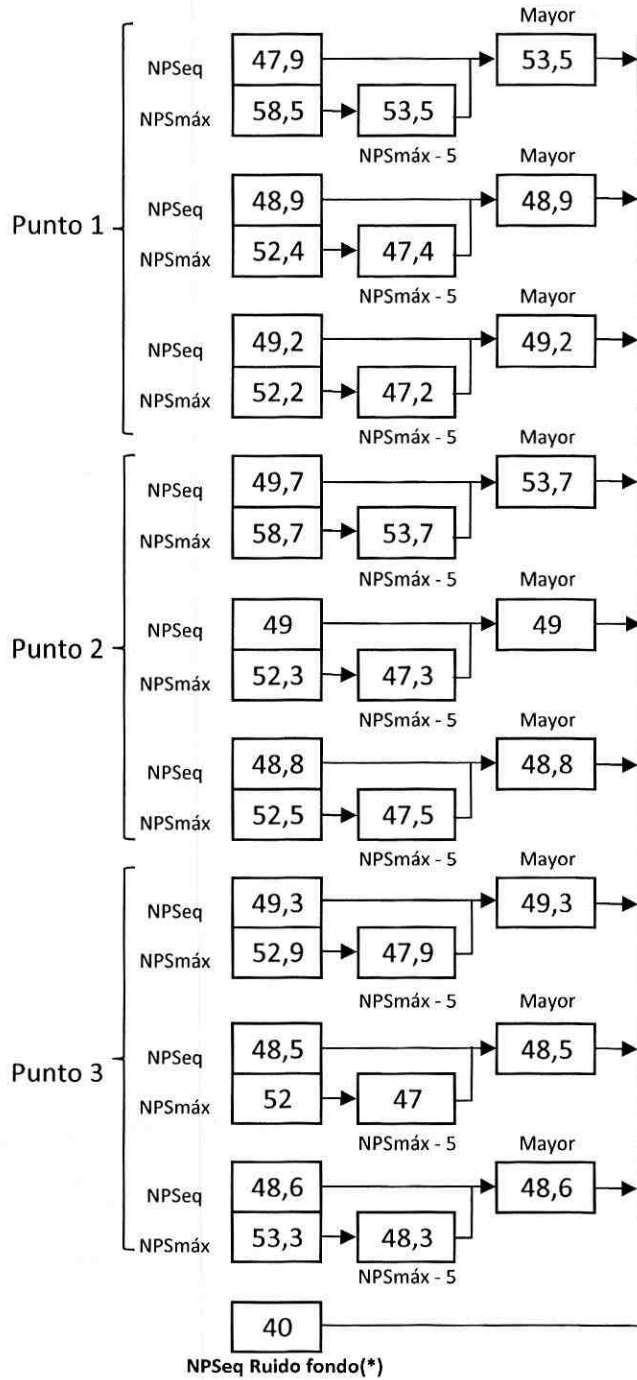 Mayor
NPSeq 47,9 53,5
NPSmáx 58,5 53,5
NPSmáx - 5 Mayor
Punto 1
NPSeq 48,9 48,9
NPSmáx 52,4 47,4
NPSmáx - 5 Mayor
NPSeq 49,2 49,2
NPSmáx 52,2 47,2
NPSmáx - 5 Mayor
NPSeq 49,7 53,7
NPSmáx 58,7 53,7
NPSmáx - 5 Mayor
Punto 2
NPSeq 49 49
NPSmáx 52,3 47,3
NPSmáx - 5 Mayor
NPSeq 48,8 48,8
NPSmáx 52,5 47,5
NPSmáx - 5 Mayor
NPSeq 49,3 49,3
NPSmáx 52,9 47,9
NPSmáx - 5 Mayor
Punto 3
NPSeq 48,5 48,5
NPSmáx 52 47
NPSmáx - 5 Mayor
NPSeq 48,6 48,6
NPSmáx 53,3 48,3
NPSmáx - 5
40
NPSeq Ruido fondo(*)